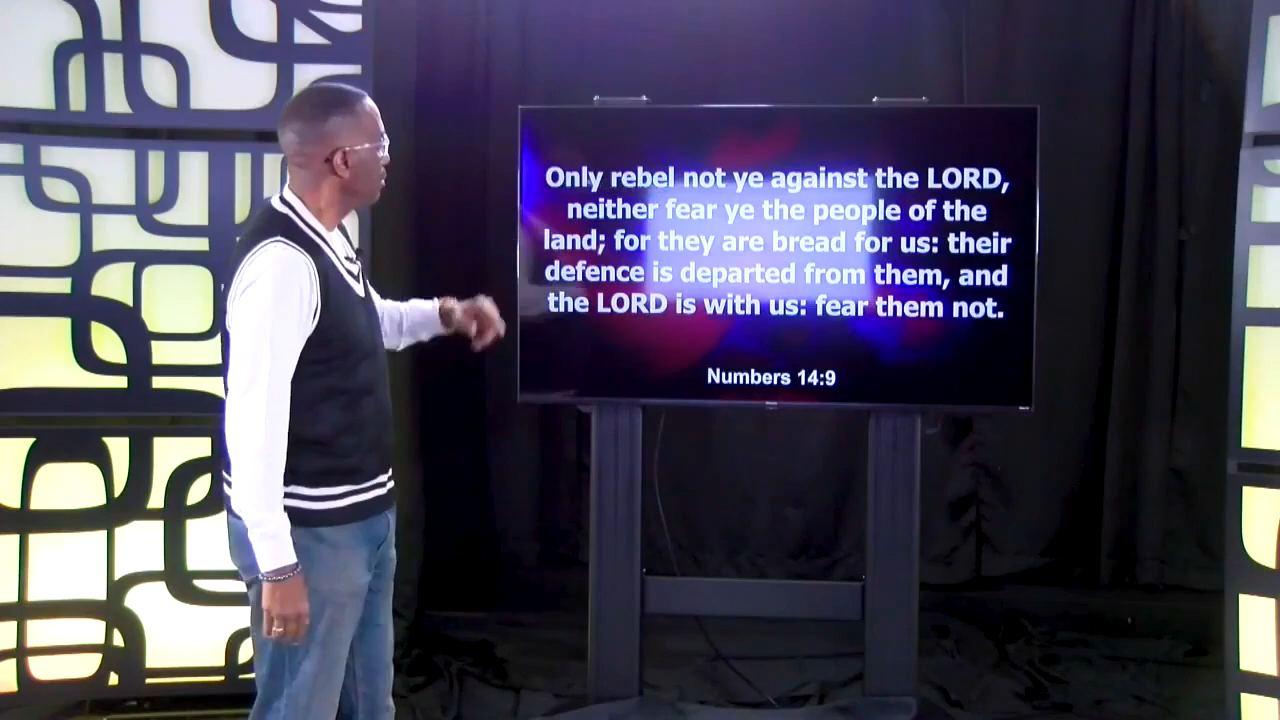 Only rebel not ye against the LORD,
neither fear ye the people of the
land; for they are bread for us: their
defence is departed from them, and
the LORD is with us: fear them not.
Numbers 14:9